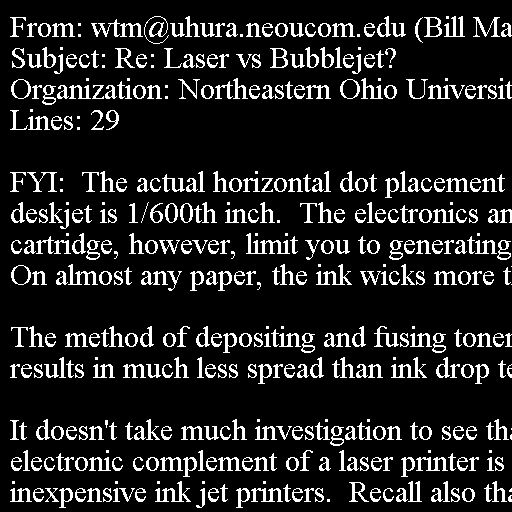 From: wtm@uhura.neoucom.edu (Bill Ma
Subject: Re: Laser vs Bubblejet?
Organization: Northeastern Ohio Universit
Lines: 29

FYI:  The actual horizontal dot placement
deskjet is 1/600th inch.  The electronics an
cartridge, however, limit you to generating
On almost any paper, the ink wicks more t

The method of depositing and fusing toner
results in much less spread than ink drop te

It doesn't take much investigation to see tha
electronic complement of a laser printer is
inexpensive ink jet printers.  Recall also tha